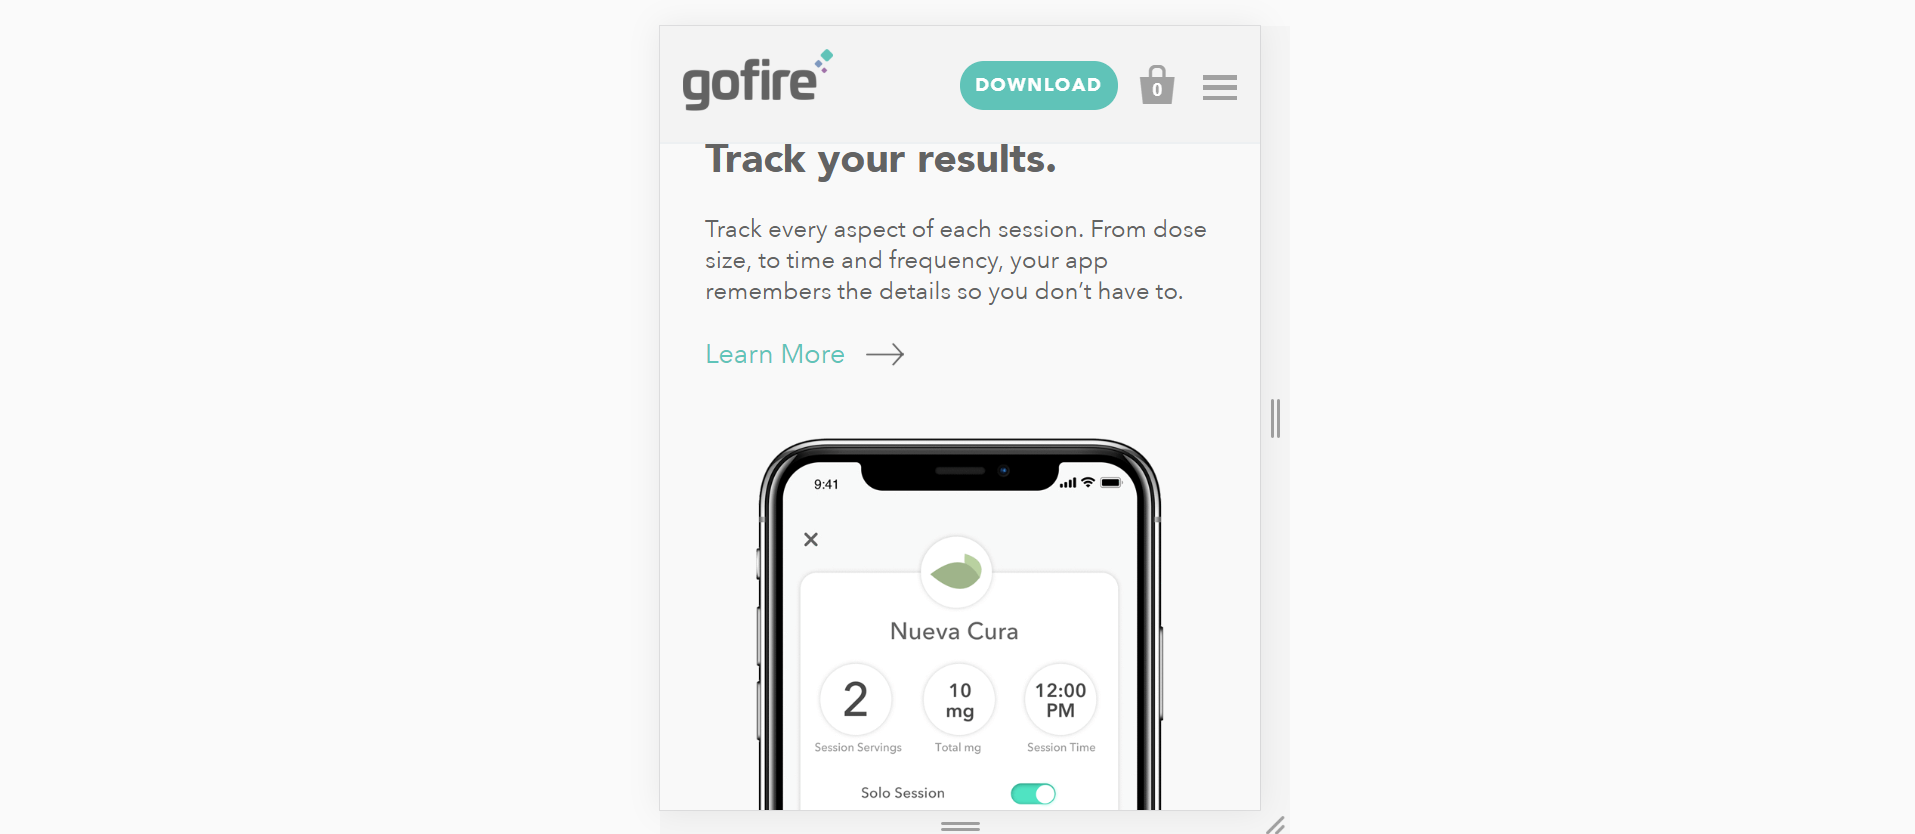 gofire
DOWNLOAD
0
Track your results.
Track every aspect of each session. From dose
size, to time and frequency, your app
remembers the details so you don’t have to.
Learn More
9:41
Nueva Cura
2
10
mg
12:00
PM
Session Servings
Total mg
Session Time
Solo Session